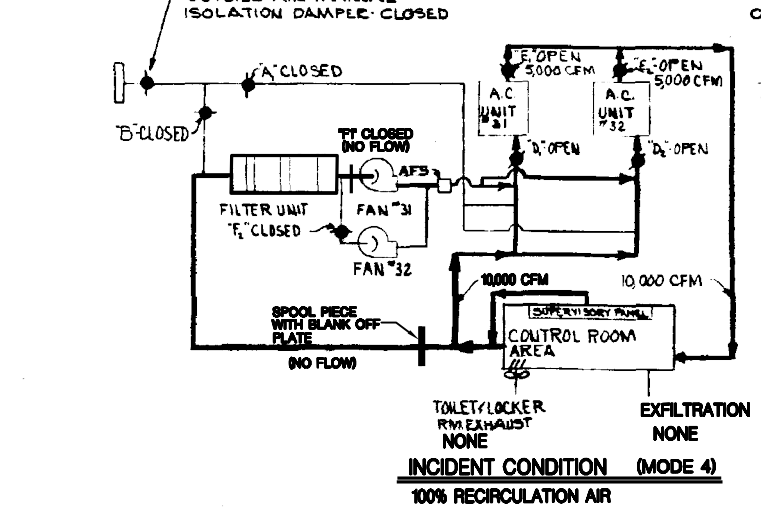 ISOLATION DAMPER- CLOSED
"A" CLOSED
"B"-CLOSED
"E₁" OPEN
5,000 CFM
"E₂"-OPEN
5,000 CFM
A.C.
UNIT
#31
A.C.
UNIT
#32
"D₁" OPEN
"D₂"- OPEN
"F1" CLOSED
(NO FLOW)
AFS
FILTER UNIT
FAN #31
"F₂" CLOSED
FAN #32
10,000 CFM
10,000 CFM
SPOOL PIECE
WITH BLANK OFF
PLATE
(NO FLOW)
SUPERVISORY PANEL
CONTROL ROOM
AREA
TOILET/LOCKER
RM. EXHAUST
NONE
EXFILTRATION
NONE
INCIDENT CONDITION (MODE 4)
100% RECIRCULATION AIR